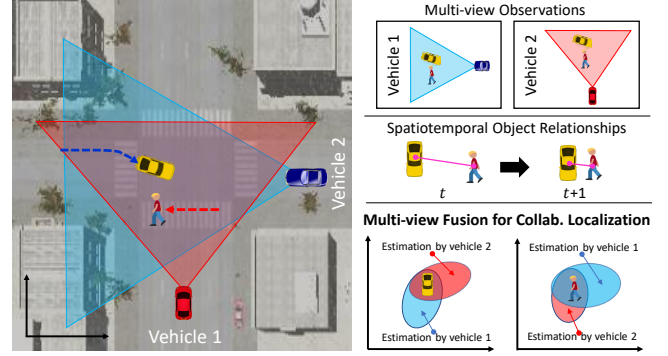 Vehicle 2
Vehicle 1
Multi-view Observations
Vehicle 1
Vehicle 2
Spatiotemporal Object Relationships
t
t+1
Multi-view Fusion for Collab. Localization
Estimation by vehicle 2
Estimation by vehicle 1
Estimation by vehicle 1
Estimation by vehicle 2